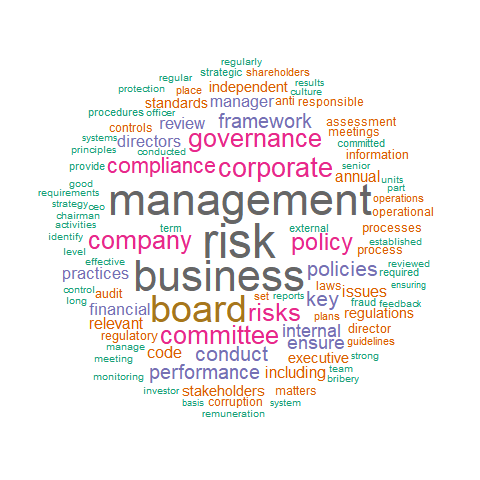 regularly
strategic shareholders
regular results
protection place independent culture
standards manager anti responsible
procedures officer
controls review framework assessment
systems directors governance meetings
committed
principles conducted information
provide compliance corporate senior
annual units
good part
requirements management operations
strategy ceo operational
chairman
activities term risk external processes
identify company policy established
process
level business reviewed
effective policies required
practices laws ensuring
control audit board set reports key issues fraud feedback
long financial risks plans regulations
relevant internal director
regulatory committee ensure guidelines
manage code conduct executive strong
meeting
monitoring performance including team
bribery
investor stakeholders matters
basis corruption system
remuneration